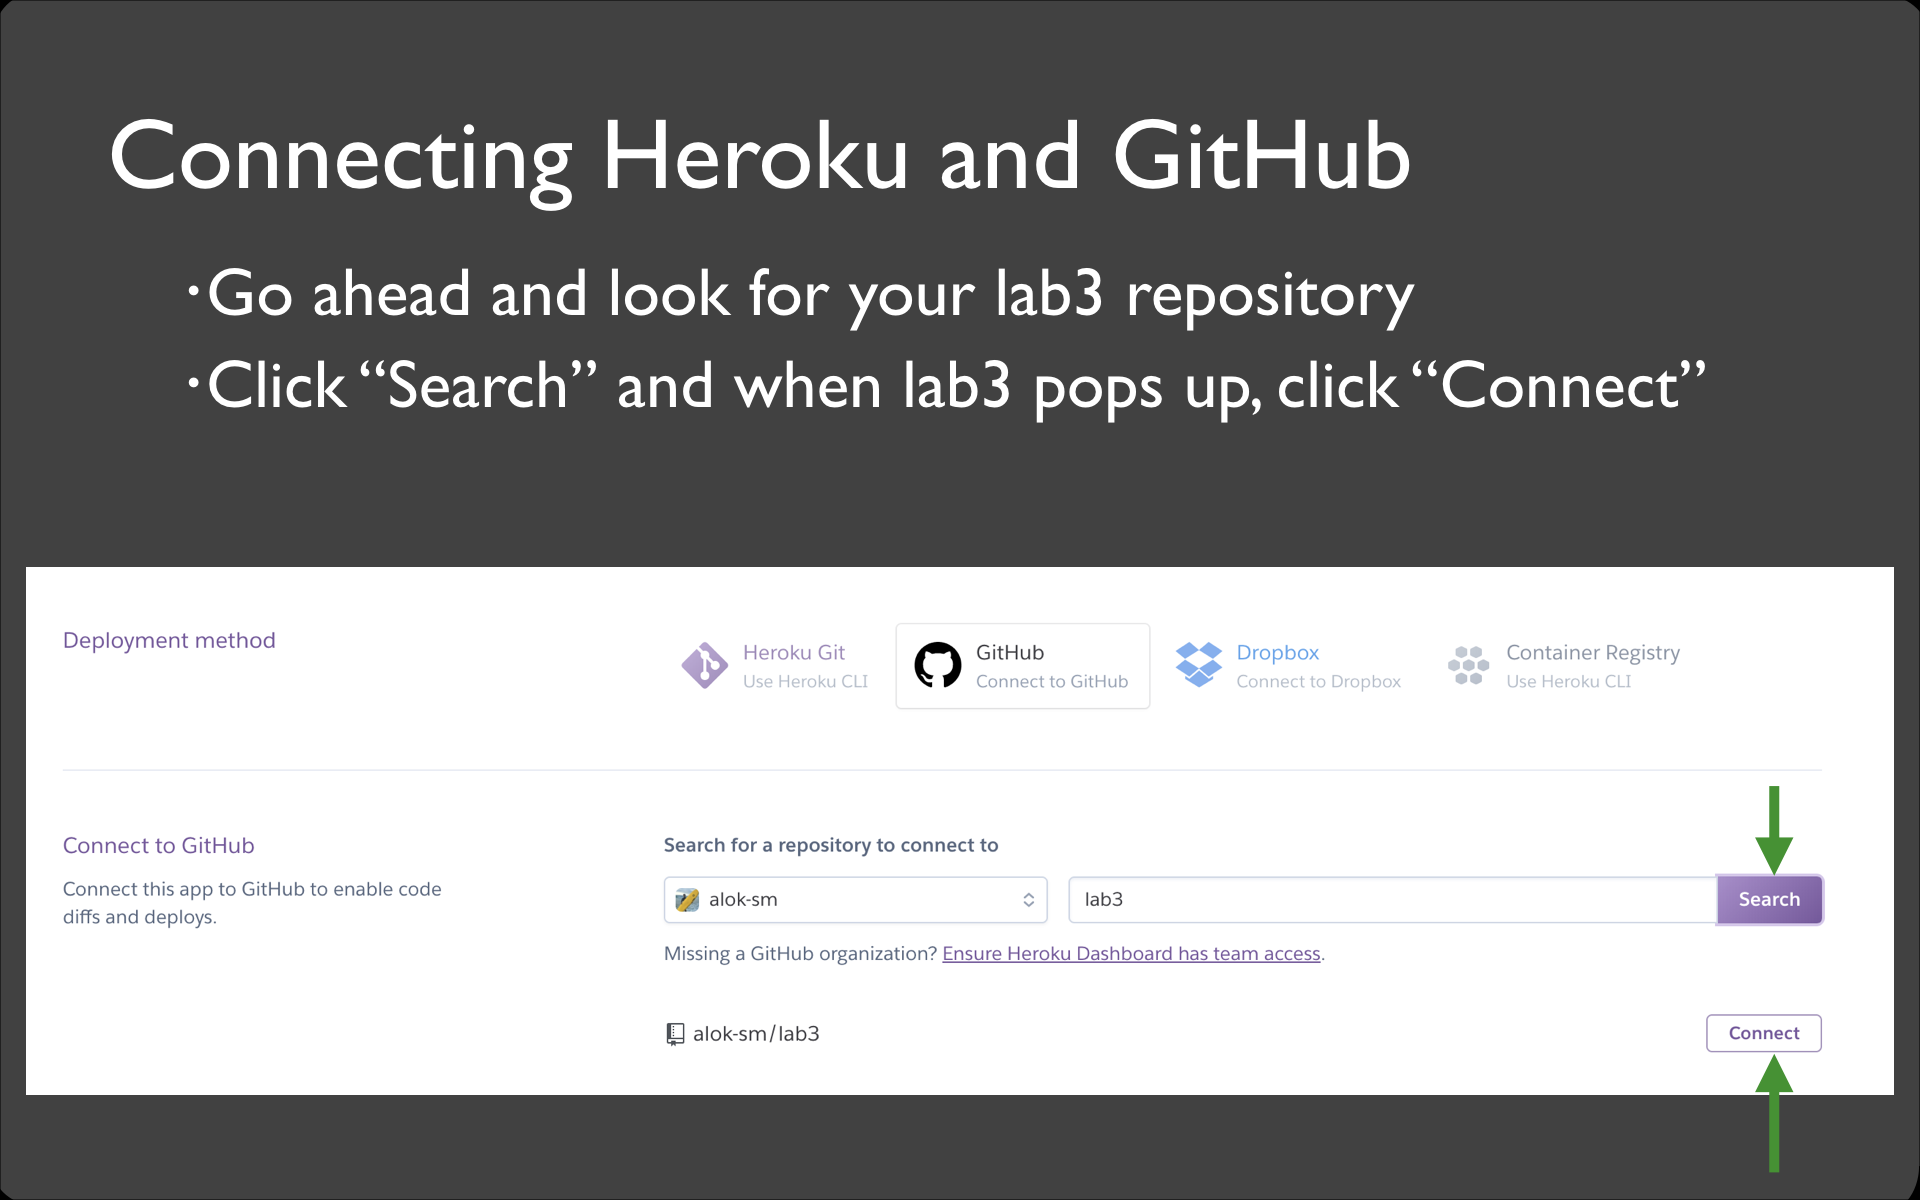 Connecting Heroku and GitHub
•Go ahead and look for your lab3 repository
•Click “Search” and when lab3 pops up, click “Connect”
Deployment method
Heroku Git
Use Heroku CLI
GitHub
Connect to GitHub
Dropbox
Connect to Dropbox
Container Registry
Use Heroku CLI
Connect to GitHub
Connect this app to GitHub to enable code
diffs and deploys.
Search for a repository to connect to
alok-sm
lab3
Search
Missing a GitHub organization? Ensure Heroku Dashboard has team access.
alok-sm/lab3
Connect